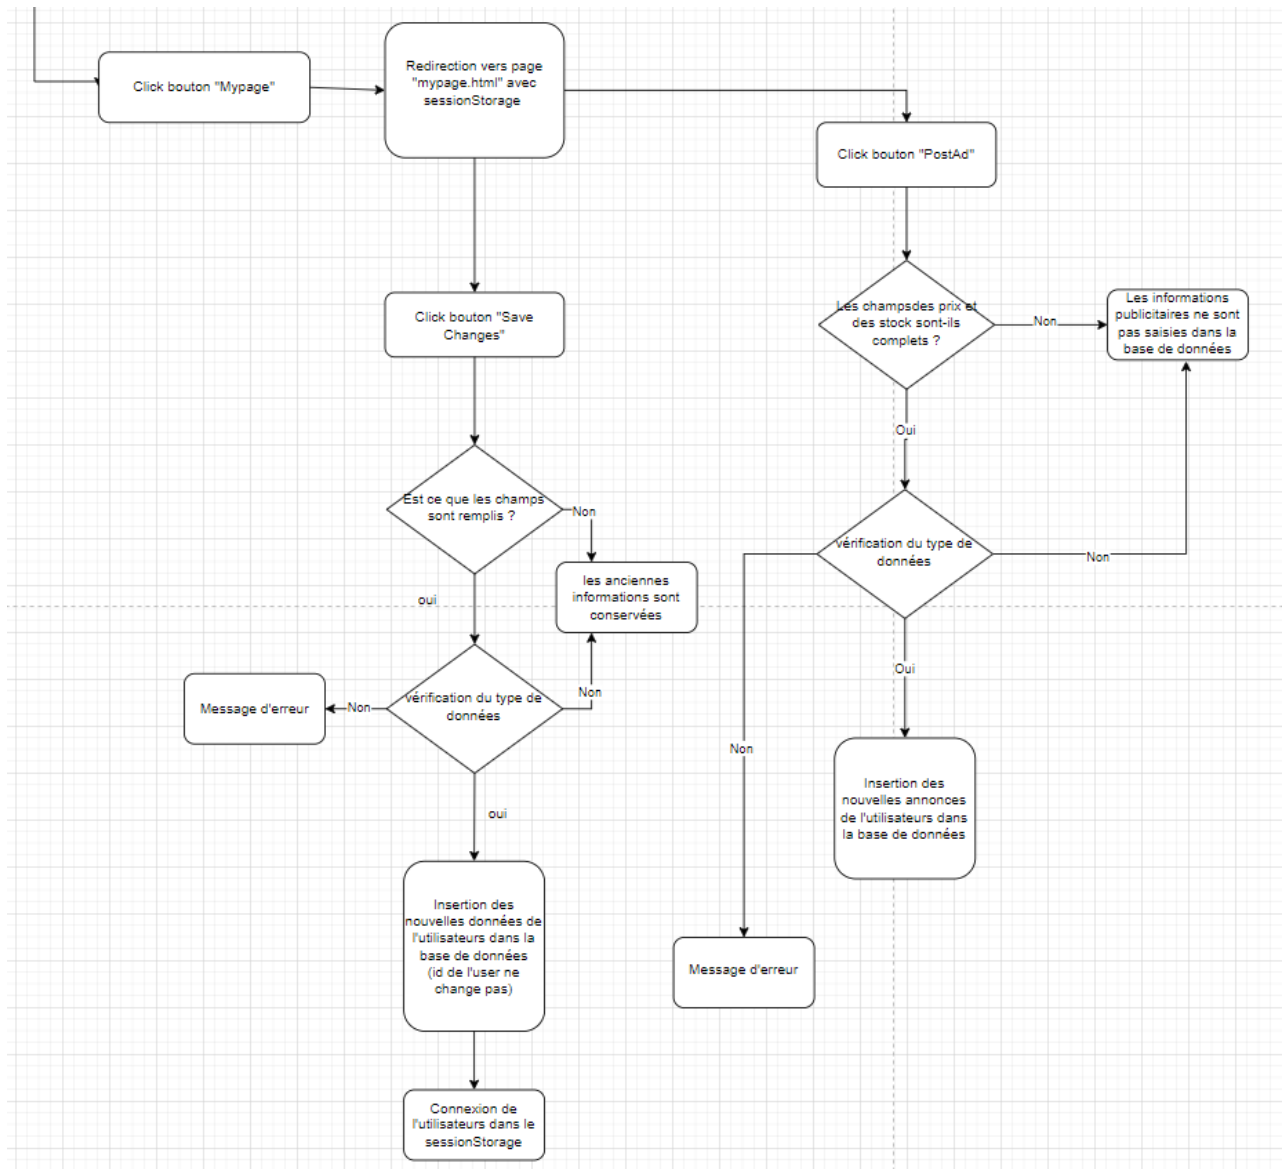 Click bouton "Mypage"
Redirection vers page
"mypage.html" avec
sessionStorage
Click bouton "PostAd"
Click bouton "Save
Changes"
Les champsdes prix et
des stock sont-ils
complets ?
Non
Les informations
publicitaires ne sont
pas saisies dans la
base de données
Oui
Est ce que les champs
sont remplis ?
Non
les anciennes
informations sont
conservées
vérification du type de
données
Non
oui
Message d'erreur
Non
vérification du type de
données
Non
Oui
Non
oui
Insertion des
nouvelles annonces
de l'utilisateurs dans
la base de données
Insertion des
nouvelles données de
l'utilisateurs dans la
base de données
(id de l'user ne
change pas)
Message d'erreur
Connexion de
l'utilisateurs dans le
sessionStorage